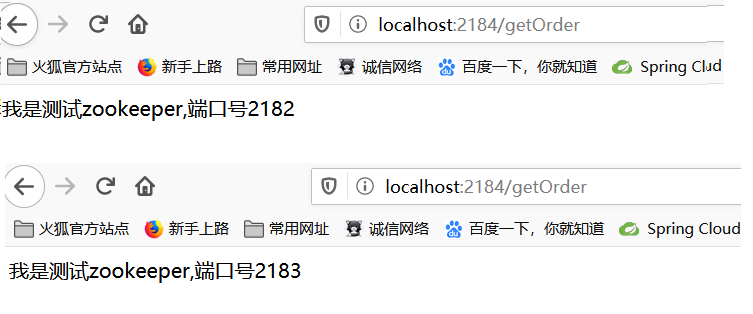 localhost:2184/getOrder
火狐官方站点 新手上路 常用网址 诚信网络 百度一下，你就知道 Spring Clou
我是测试zookeeper,端口号2182
localhost:2184/getOrder
火狐官方站点 新手上路 常用网址 诚信网络 百度一下，你就知道 Spring Cloud
我是测试zookeeper,端口号2183